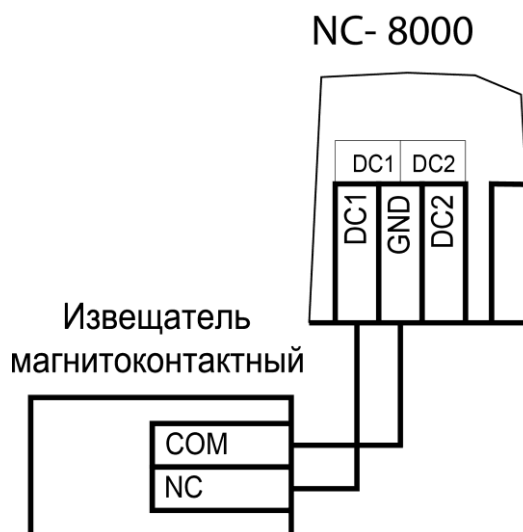 NC- 8000
DC1 DC2
DC1 GND DC2
Извещатель
магнитоконтактный
COM
NC